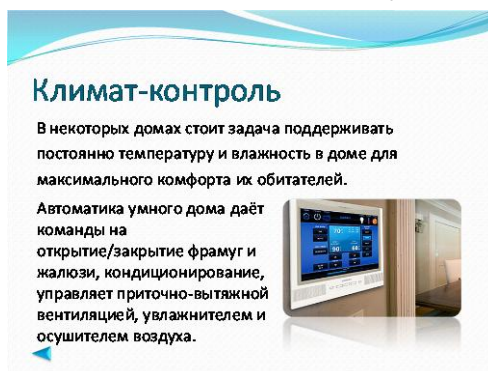 Климат-контроль
В некоторых домах стоит задача поддерживать
постоянно температуру и влажность в доме для
максимального комфорта их обитателей.
Автоматика умного дома даёт
команды на
открытие/закрытие фрамуг и
жалюзи, кондиционирование,
управляет приточно-вытяжной
вентиляцией, увлажнителем и
осушителем воздуха.